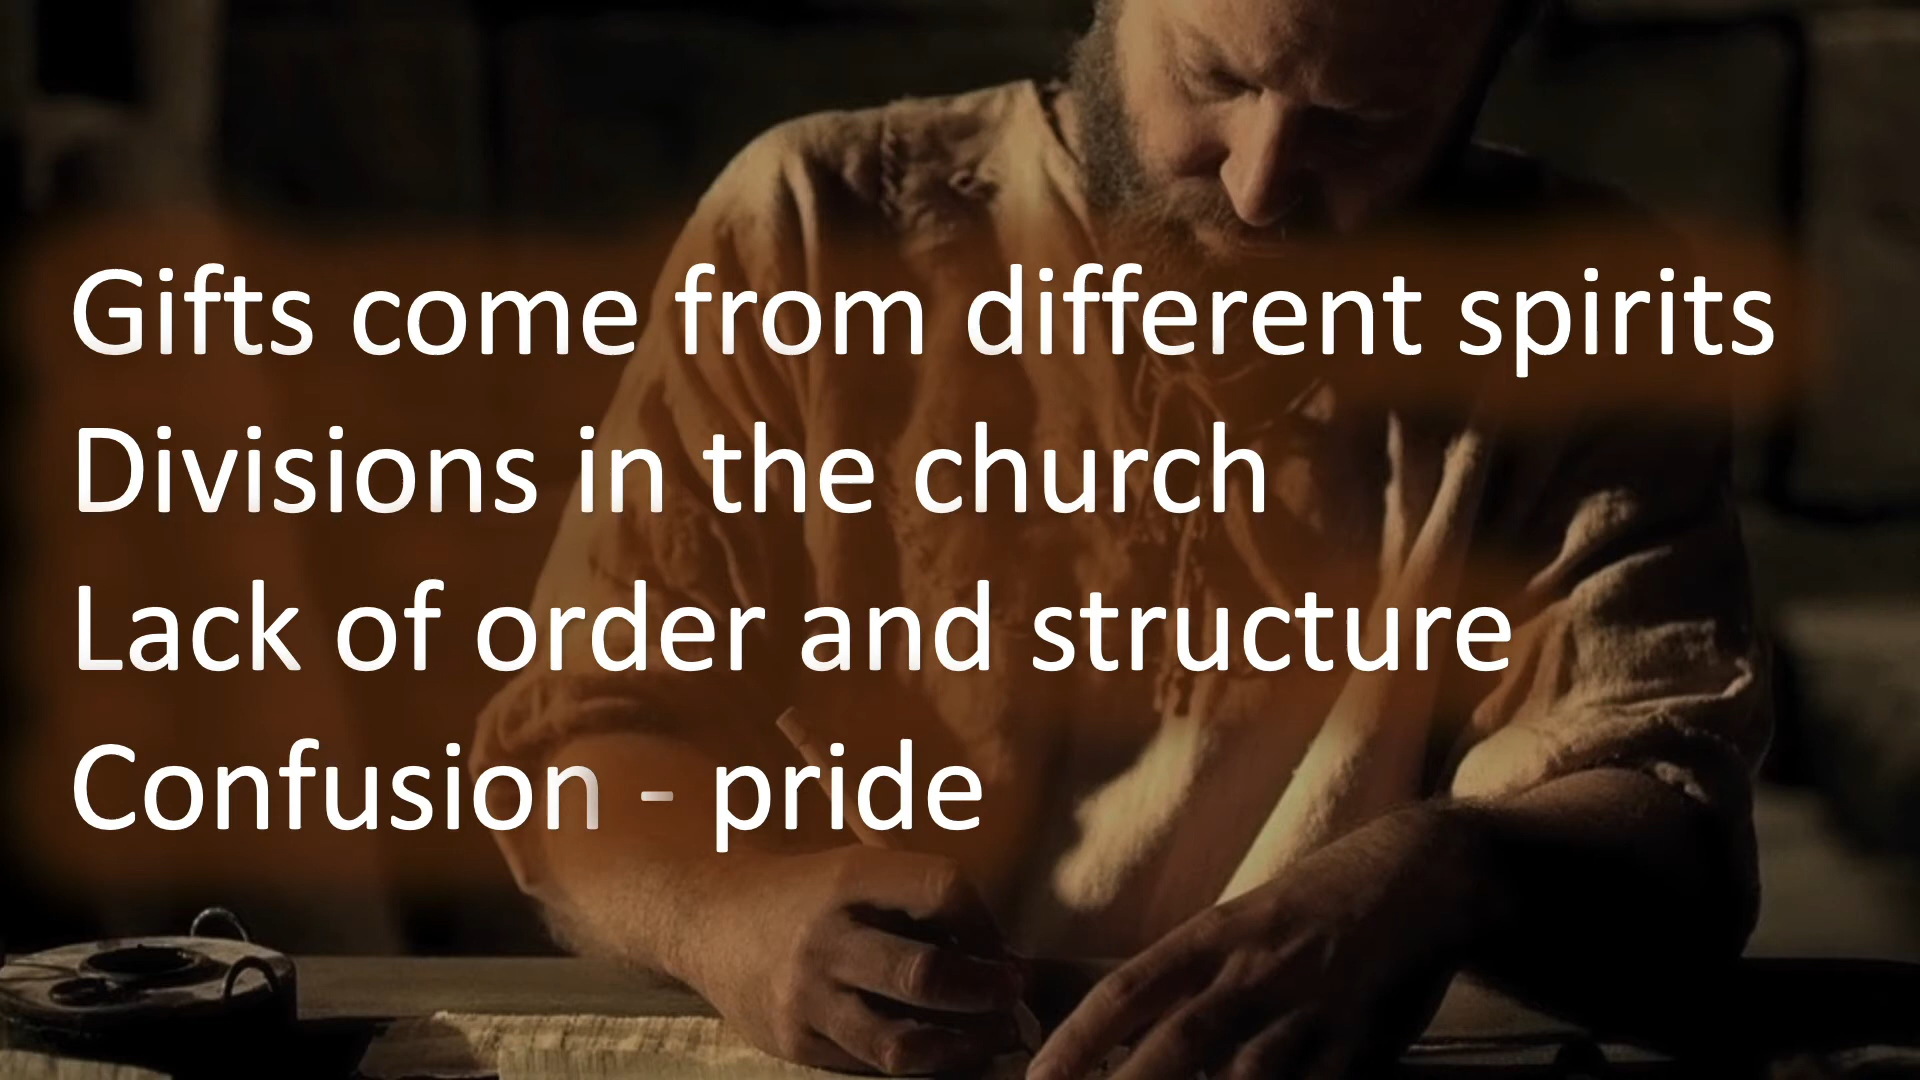 Gifts come from different spirits
Divisions in the church
Lack of order and structure
Confusion - pride